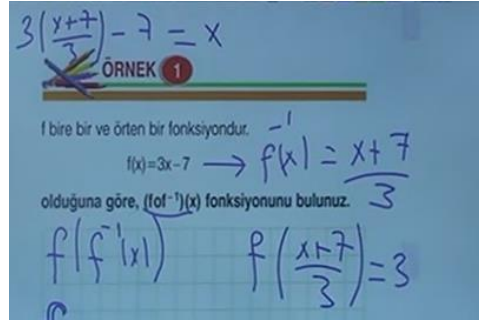 3(x+7/3) - 7 = x
ÖRNEK 1
f bire bir ve örten bir fonksiyondur.
f(x)=3x-7 → f⁻¹(x) = x+7/3
olduğuna göre, (fof⁻¹)(x) fonksiyonunu bulunuz.
f(f⁻¹(x)) f(x+7/3) = 3